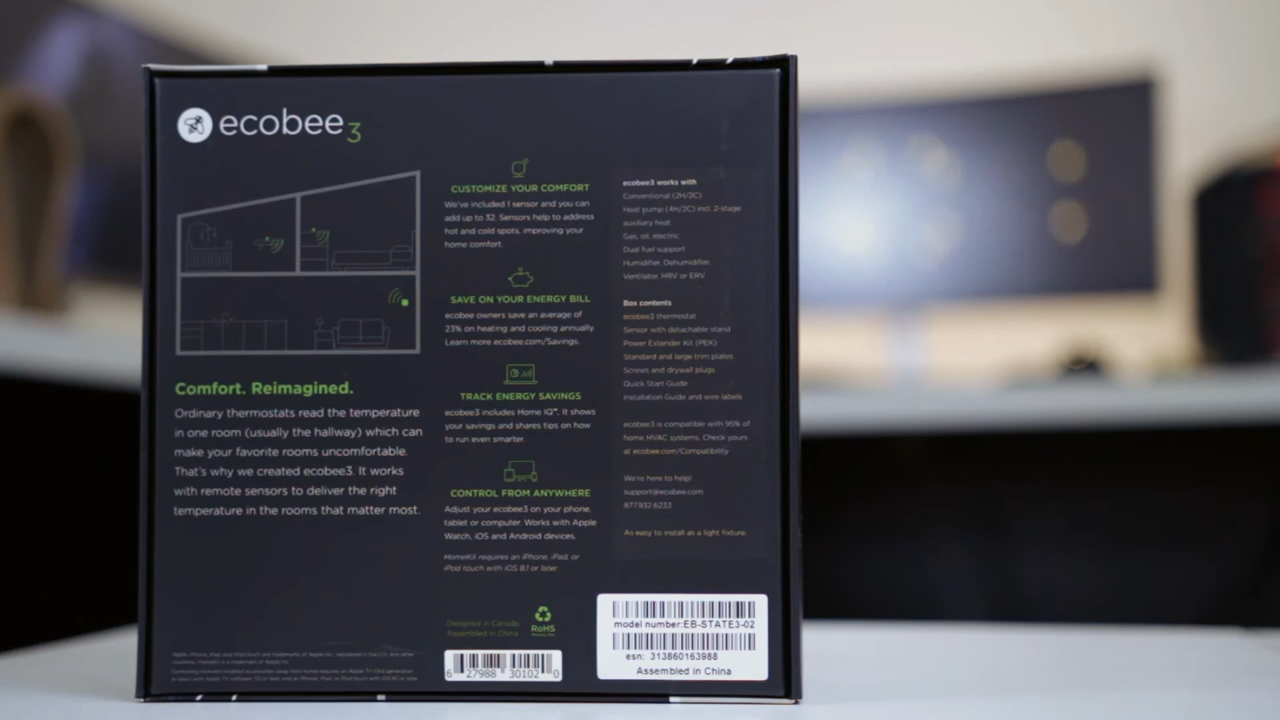 ecobee3
Comfort. Reimagined.
Ordinary thermostats read the temperature
in one room (usually the hallway) which can
make your favorite rooms uncomfortable.
That's why we created ecobee3. It works
with remote sensors to deliver the right
temperature in the rooms that matter most.
CUSTOMIZE YOUR COMFORT
We've included 1 sensor and you can
add up to 32. Sensors help to address
hot and cold spots, improving your
home comfort.
SAVE ON YOUR ENERGY BILL
ecobee owners save an average of
23% on heating and cooling annually.
Learn more ecobee.com/Savings.
TRACK ENERGY SAVINGS
ecobee3 includes Home IQ™. It shows
your savings and shares tips on how
to run even smarter.
CONTROL FROM ANYWHERE
Adjust your ecobee3 on your phone,
tablet or computer. Works with Apple
Watch, iOS and Android devices.
HomeKit requires an iPhone, iPad, or
iPod touch with iOS 8.1 or later.
ecobee3 works with
Conventional (2H/2C)
Heat pump (4H/2C) incl. 2-stage
auxiliary heat
Gas, oil, electric
Dual fuel support
Humidifier, Dehumidifier,
Ventilator: HRV or ERV
Box contents
ecobee3 thermostat
Sensor with detachable stand
Power Extender Kit (PEK)
Standard and large trim plates
Screws and drywall plugs
Quick Start Guide
Installation Guide and wire labels
ecobee3 is compatible with 95% of
home HVAC systems. Check yours
at ecobee.com/Compatibility
We're here to help!
support@ecobee.com
877.932.6233
As easy to install as a light fixture.
Designed in Canada
Assembled in China
RoHS
6 27988 30102 0
model number:EB-STATE3-02
esn: 313860163988
Assembled in China